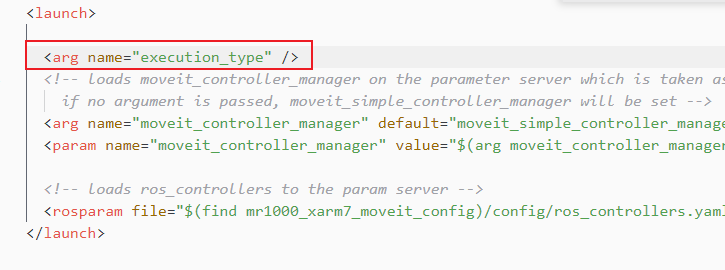 <launch>
<arg name="execution_type" />
<!-- loads moveit_controller_manager on the parameter server which is taken as
if no argument is passed, moveit_simple_controller_manager will be set -->
<arg name="moveit_controller_manager" default="moveit_simple_controller_manage
<param name="moveit_controller_manager" value="$(arg moveit_controller_manager
<!-- loads ros_controllers to the param server -->
<rosparam file="$(find mr1000_xarm7_moveit_config)/config/ros_controllers.yaml
</launch>